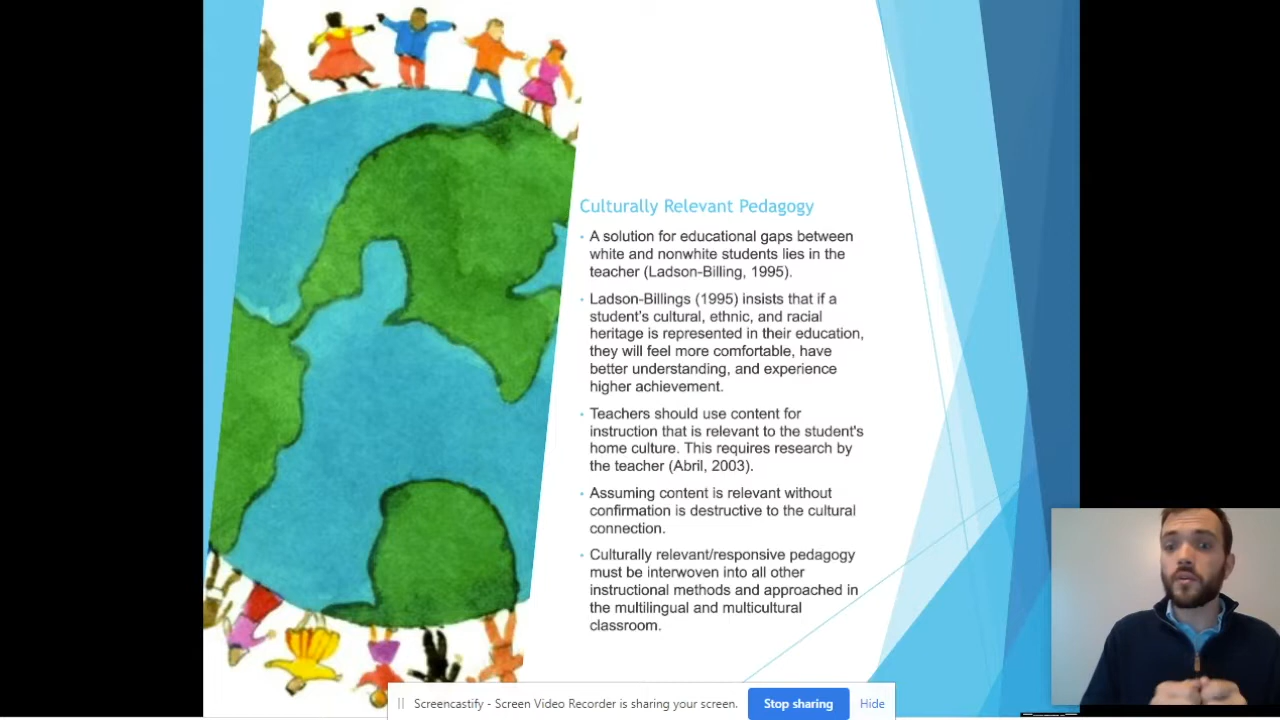 Culturally Relevant Pedagogy
• A solution for educational gaps between
white and nonwhite students lies in the
teacher (Ladson-Billing, 1995).
• Ladson-Billings (1995) insists that if a
student's cultural, ethnic, and racial
heritage is represented in their education,
they will feel more comfortable, have
better understanding, and experience
higher achievement.
• Teachers should use content for
instruction that is relevant to the student's
home culture. This requires research by
the teacher (Abril, 2003).
• Assuming content is relevant without
confirmation is destructive to the cultural
connection.
• Culturally relevant/responsive pedagogy
must be interwoven into all other
instructional methods and approached in
the multilingual and multicultural
classroom.
Screencastify - Screen Video Recorder is sharing your screen. Stop sharing Hide